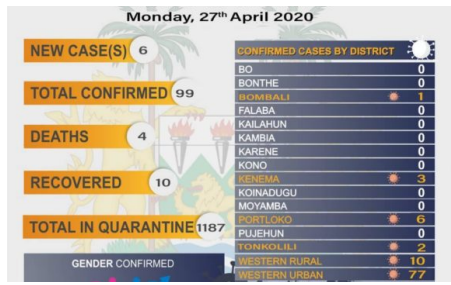 Monday, 27th April 2020
NEW CASE(S) 6
TOTAL CONFIRMED 99
DEATHS 4
RECOVERED 10
TOTAL IN QUARANTINE 1187
GENDER CONFIRMED
CONFIRMED CASES BY DISTRICT
BO 0
BONTHE 0
BOMBALI 1
FALABA 0
KAILAHUN 0
KAMBIA 0
KARENE 0
KONO 0
KENEMA 3
KOINADUGU 0
MOYAMBA 0
PORTLOKO 6
PUJEHUN 0
TONKOLILI 2
WESTERN RURAL 10
WESTERN URBAN 77